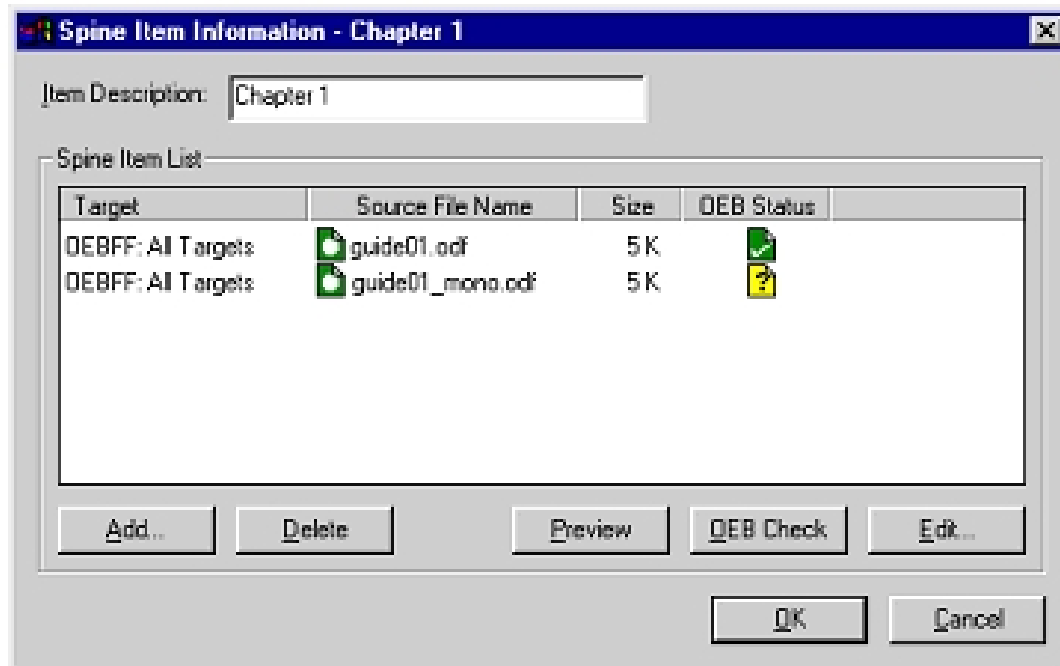 Spine Item Information - Chapter 1
Item Description: Chapter 1
Spine Item List
Target Source File Name Size OEB Status
OEBFF: All Targets guide01.odf 5 K
OEBFF: All Targets guide01_mono.odf 5 K ?
Add... Delete Preview OEB Check Edit...
OK Cancel